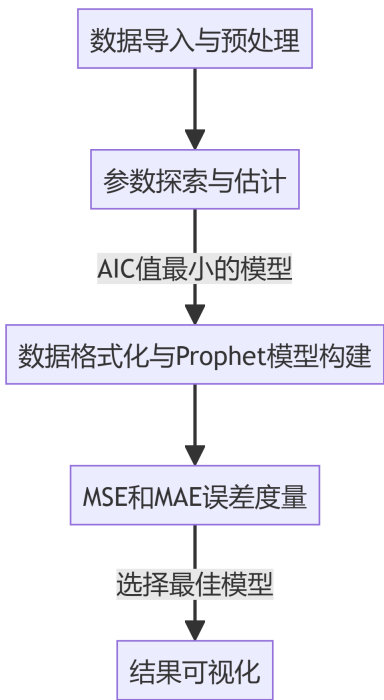 数据导入与预处理
参数探索与估计
AIC值最小的模型
数据格式化与Prophet模型构建
MSE和MAE误差度量
选择最佳模型
结果可视化